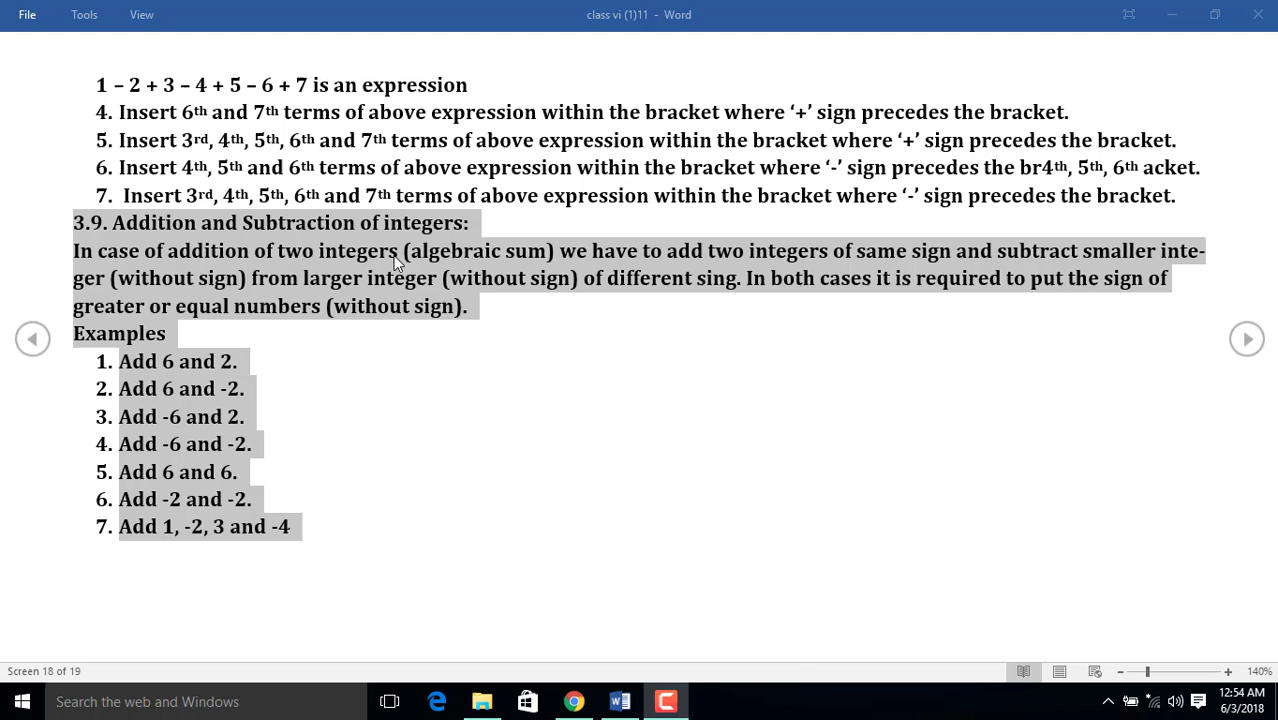 File Tools View class vi (1)11 - Word
1 – 2 + 3 – 4 + 5 – 6 + 7 is an expression
4. Insert 6th and 7th terms of above expression within the bracket where ‘+’ sign precedes the bracket.
5. Insert 3rd, 4th, 5th, 6th and 7th terms of above expression within the bracket where ‘+’ sign precedes the bracket.
6. Insert 4th, 5th and 6th terms of above expression within the bracket where ‘-’ sign precedes the br4th, 5th, 6th acket.
7. Insert 3rd, 4th, 5th, 6th and 7th terms of above expression within the bracket where ‘-’ sign precedes the bracket.
3.9. Addition and Subtraction of integers:
In case of addition of two integers (algebraic sum) we have to add two integers of same sign and subtract smaller inte-
ger (without sign) from larger integer (without sign) of different sing. In both cases it is required to put the sign of
greater or equal numbers (without sign).
Examples
1. Add 6 and 2.
2. Add 6 and -2.
3. Add -6 and 2.
4. Add -6 and -2.
5. Add 6 and 6.
6. Add -2 and -2.
7. Add 1, -2, 3 and -4
Screen 18 of 19 140%
Search the web and Windows 12:54 AM
6/3/2018